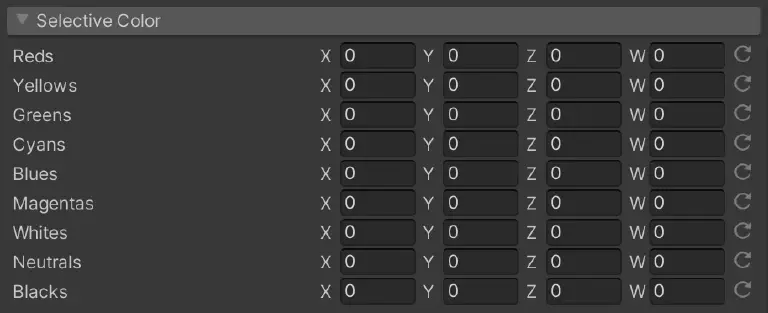 Selective Color
Reds X 0 Y 0 Z 0 W 0
Yellows X 0 Y 0 Z 0 W 0
Greens X 0 Y 0 Z 0 W 0
Cyans X 0 Y 0 Z 0 W 0
Blues X 0 Y 0 Z 0 W 0
Magentas X 0 Y 0 Z 0 W 0
Whites X 0 Y 0 Z 0 W 0
Neutrals X 0 Y 0 Z 0 W 0
Blacks X 0 Y 0 Z 0 W 0